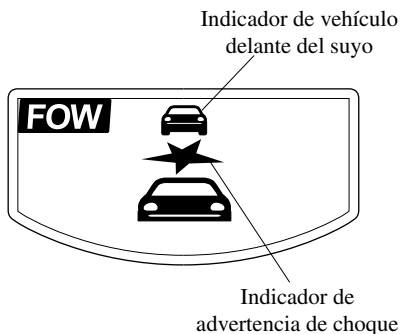 Indicador de vehículo
delante del suyo
FOW
Indicador de
advertencia de choque